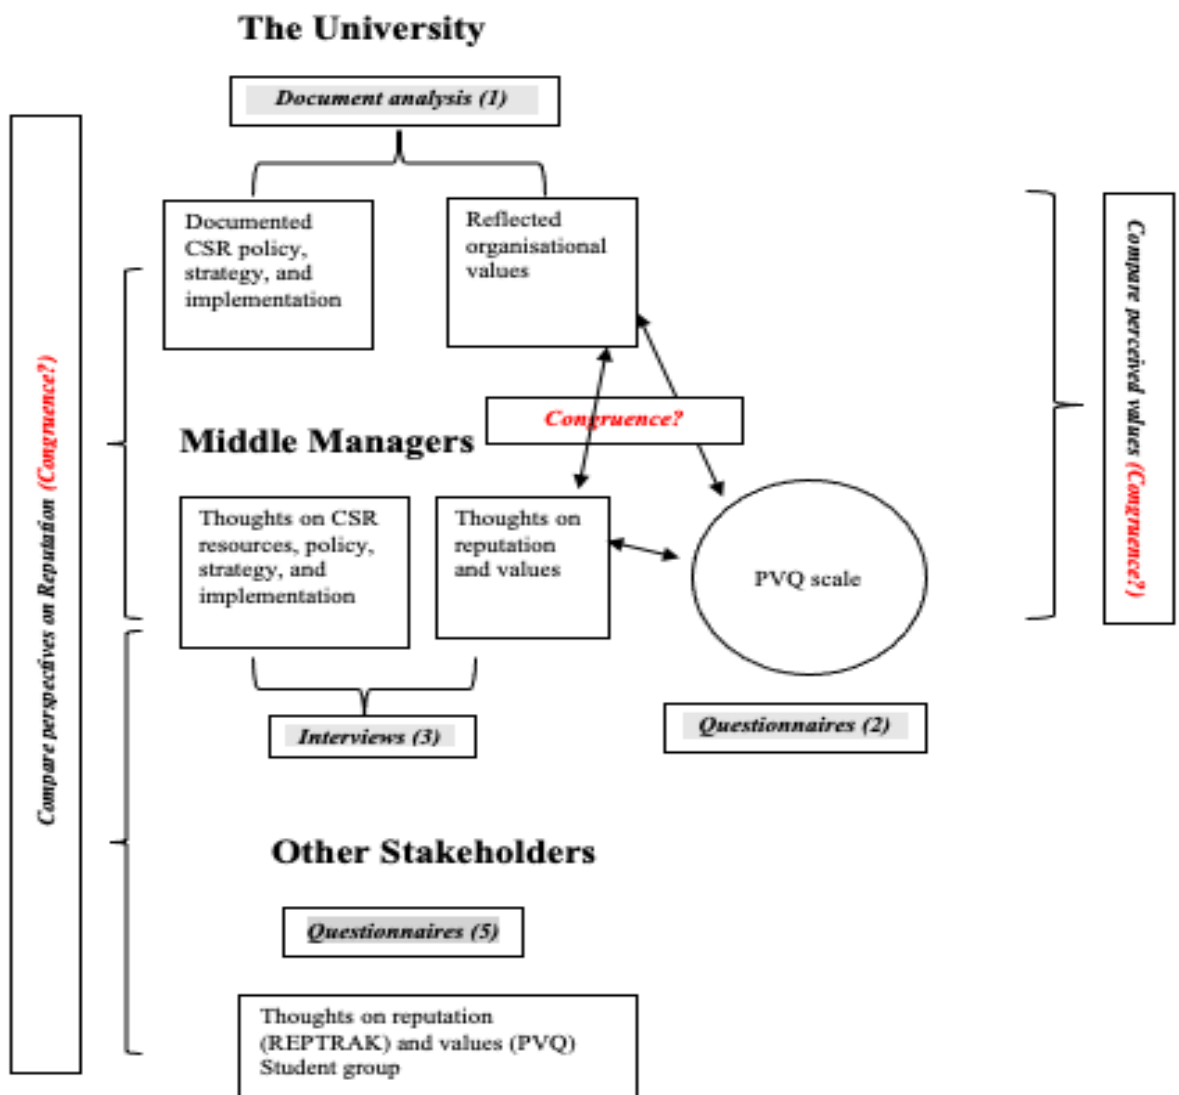 The University
Document analysis (1)
Documented
CSR policy,
strategy, and
implementation
Reflected
organisational
values
Congruence?
Middle Managers
Thoughts on CSR
resources, policy,
strategy, and
implementation
Thoughts on
reputation
and values
PVQ scale
Interviews (3)
Questionnaires (2)
Other Stakeholders
Questionnaires (5)
Thoughts on reputation
(REPTRAK) and values (PVQ)
Student group
Compare perspectives on Reputation (Congruence?)
Compare perceived values (Congruence?)